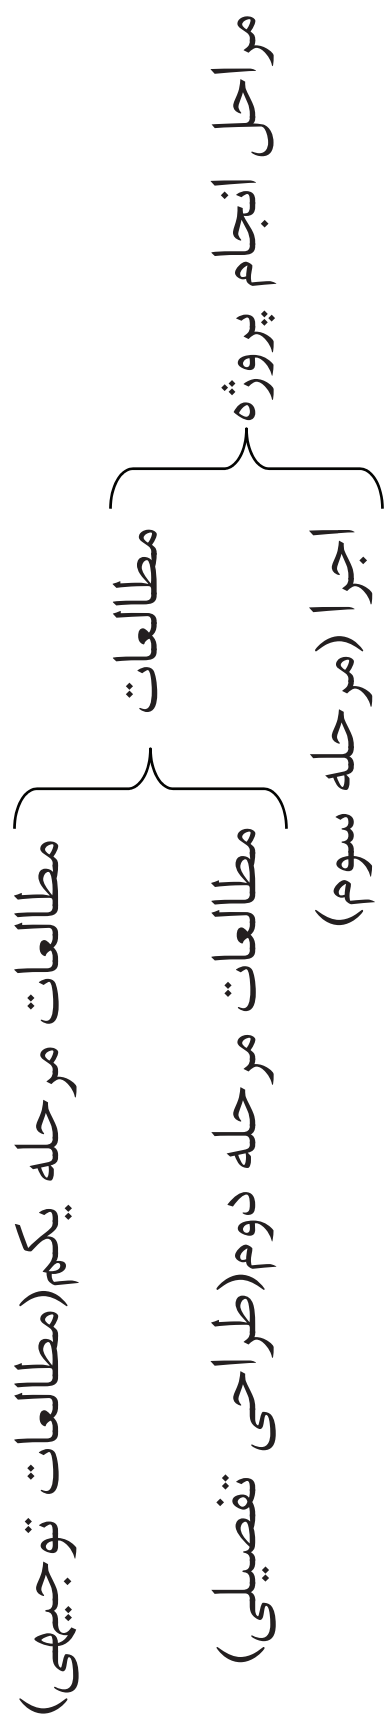 مراحل انجام پروژه
مطالعات
مطالعات مرحله یکم(مطالعات توجیهی)
مطالعات مرحله دوم(طراحی تفصیلی)
اجرا (مرحله سوم)